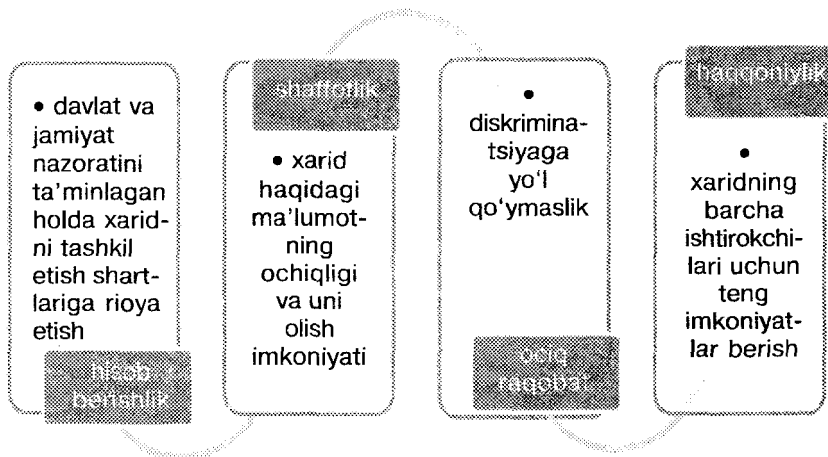 • davlat va
jamiyat
nazoratini
ta'minlagan
holda xarid-
ni tashkil
etish shart-
lariga rioya
etish
hisob
berishlik
shaffoflik
• xarid
haqidagi
ma'lumot-
ning
ochiqligi
va uni
olish
imkoniyati
•
diskrimina-
tsiyaga
yo'l
qo'ymaslik
ociq
raqobat
haqqoniylik
•
xaridning
barcha
ishtirokchi-
lari uchun
teng
imkoniyat-
lar berish